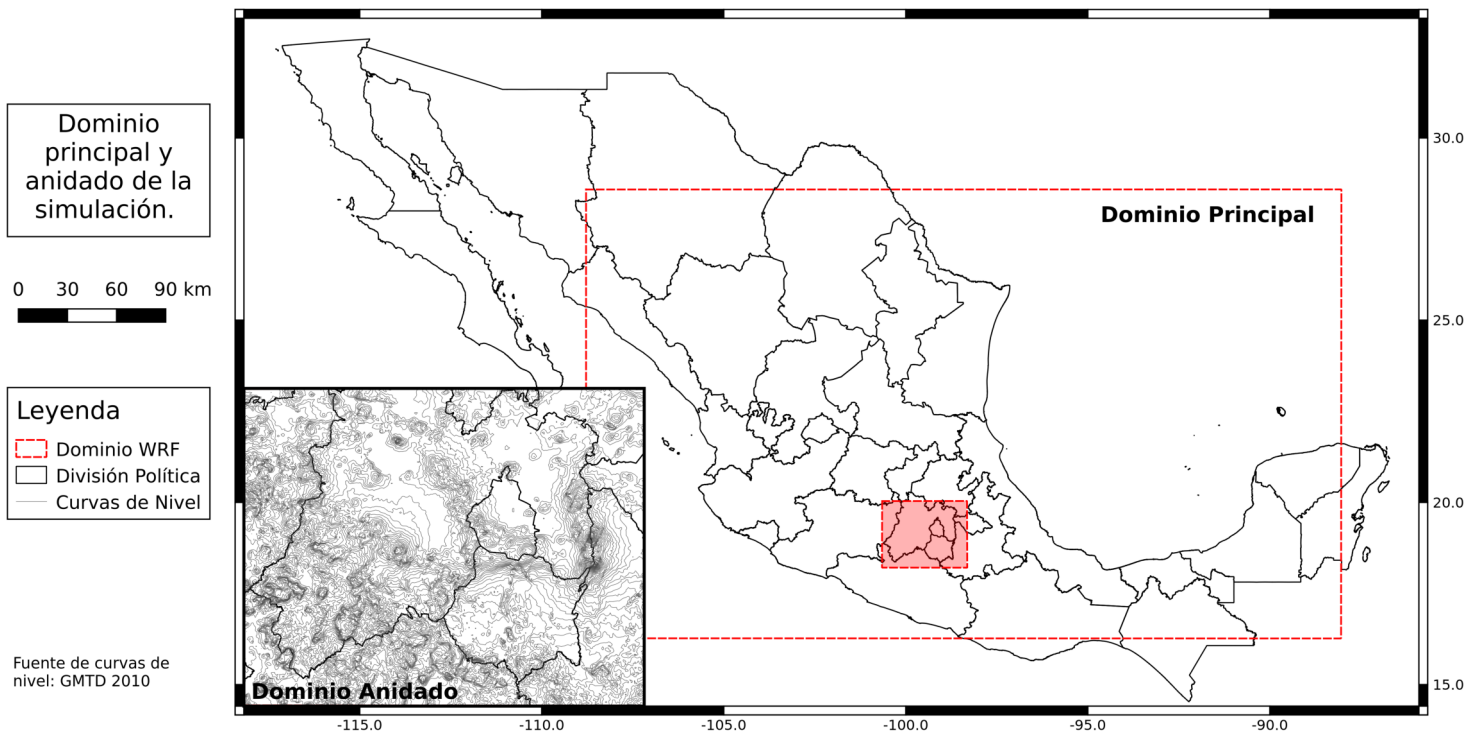 Dominio
principal y
anidado de la
simulación.
0 30 60 90 km
Leyenda
Dominio WRF
División Política
Curvas de Nivel
Fuente de curvas de
nivel: GMTD 2010
Dominio Principal
Dominio Anidado
30.0
25.0
20.0
15.0
-115.0 -110.0 -105.0 -100.0 -95.0 -90.0